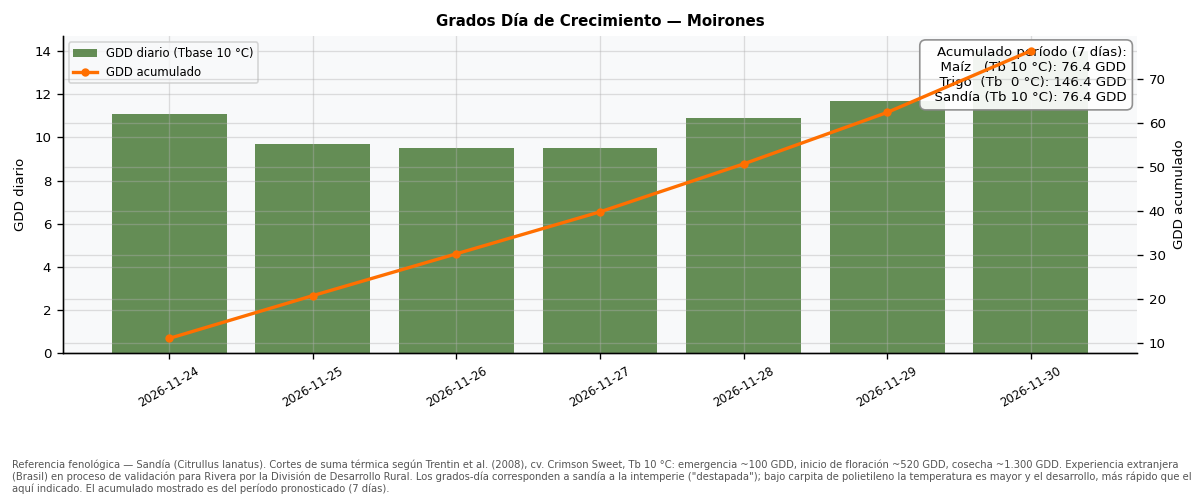 Grados Día de Crecimiento — Moirones
GDD diario (Tbase 10 °C)
GDD acumulado
Acumulado período (7 días):
Maíz (Tb 10 °C): 76.4 GDD
Trigo (Tb 0 °C): 146.4 GDD
Sandía (Tb 10 °C): 76.4 GDD
GDD diario
14
12
10
8
6
4
2
0
GDD acumulado
70
60
50
40
30
20
10
2026-11-24
2026-11-25
2026-11-26
2026-11-27
2026-11-28
2026-11-29
2026-11-30
Referencia fenológica — Sandía (Citrullus lanatus). Cortes de suma térmica según Trentin et al. (2008), cv. Crimson Sweet, Tb 10 °C: emergencia ~100 GDD, inicio de floración ~520 GDD, cosecha ~1.300 GDD. Experiencia extranjera
(Brasil) en proceso de validación para Rivera por la División de Desarrollo Rural. Los grados-día corresponden a sandía a la intemperie ("destapada"); bajo carpita de polietileno la temperatura es mayor y el desarrollo, más rápido que el
aquí indicado. El acumulado mostrado es del período pronosticado (7 días).